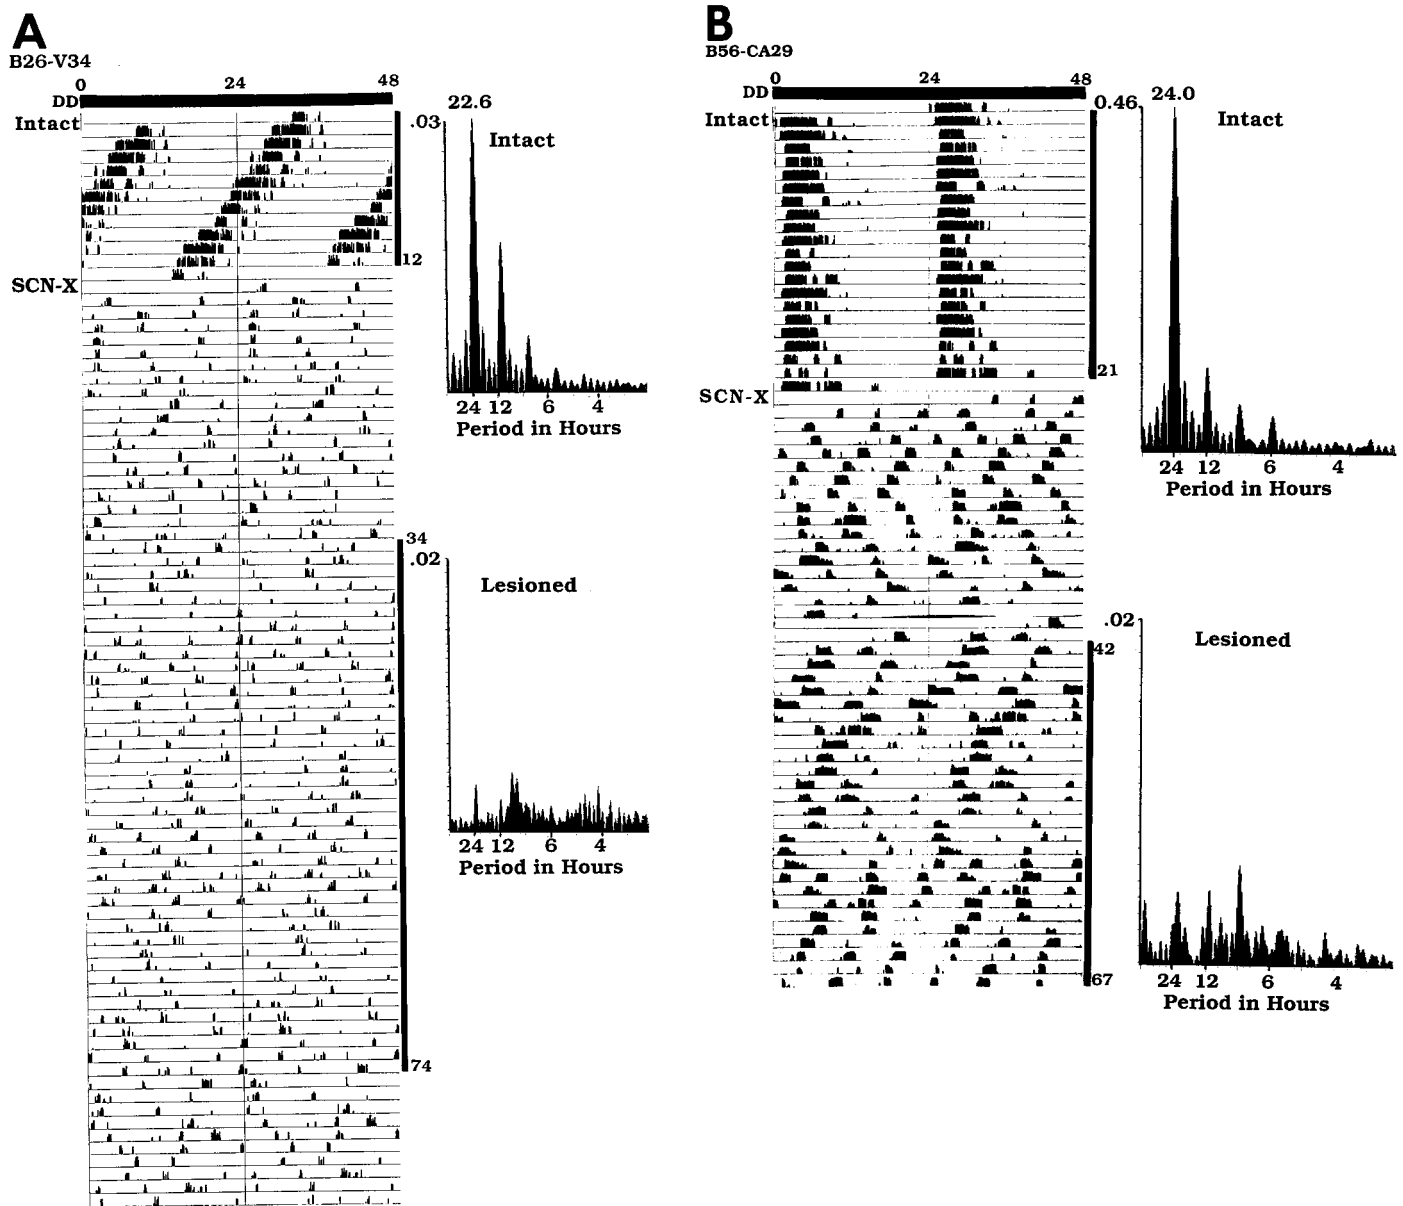 A
B26-V34
0 24 48
DD
Intact
12
SCN-X
34
74
22.6
.03
Intact
24 12 6 4
Period in Hours
.02
Lesioned
24 12 6 4
Period in Hours
B
B56-CA29
0 24 48
DD
Intact
21
SCN-X
42
67
0.46
24.0
Intact
24 12 6 4
Period in Hours
.02
Lesioned
24 12 6 4
Period in Hours